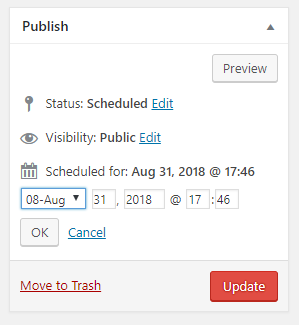 Publish
Preview
Status: Scheduled Edit
Visibility: Public Edit
Scheduled for: Aug 31, 2018 @ 17:46
08-Aug 31, 2018 @ 17:46
OK Cancel
Move to Trash Update